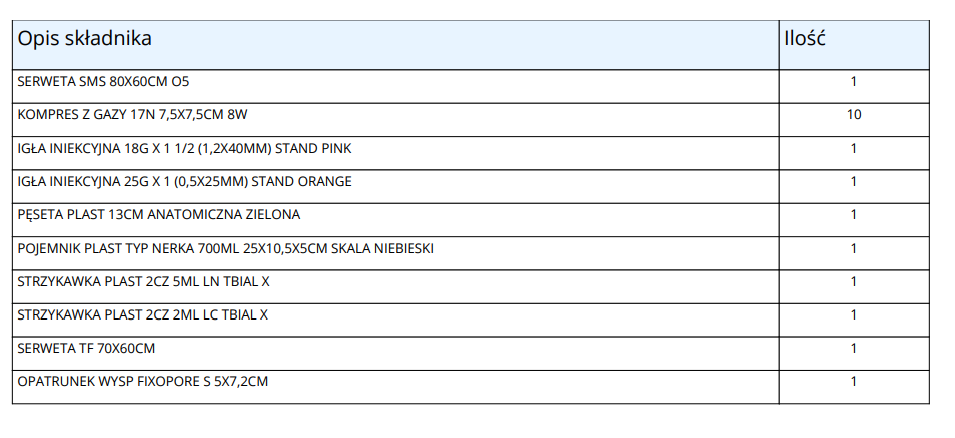 Opis składnika Ilość
SERWETA SMS 80X60CM O5 1
KOMPRES Z GAZY 17N 7,5X7,5CM 8W 10
IGŁA INIEKCYJNA 18G X 1 1/2 (1,2X40MM) STAND PINK 1
IGŁA INIEKCYJNA 25G X 1 (0,5X25MM) STAND ORANGE 1
PĘSETA PLAST 13CM ANATOMICZNA ZIELONA 1
POJEMNIK PLAST TYP NERKA 700ML 25X10,5X5CM SKALA NIEBIESKI 1
STRZYKAWKA PLAST 2CZ 5ML LN TBIAL X 1
STRZYKAWKA PLAST 2CZ 2ML LC TBIAL X 1
SERWETA TF 70X60CM 1
OPATRUNEK WYSP FIXOPORE S 5X7,2CM 1